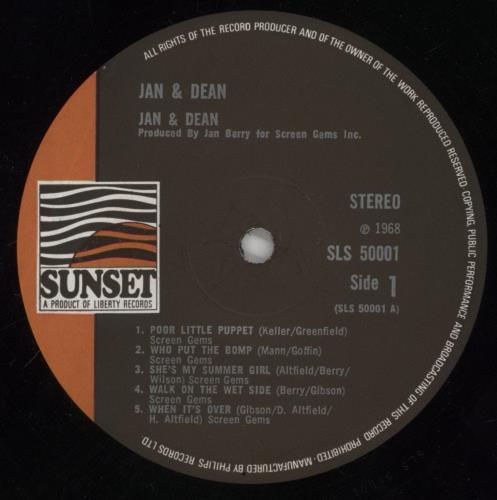 ALL RIGHTS OF THE RECORD PRODUCER AND OF THE OWNER OF THE WORK REPRODUCED RESERVED. COPYING, PUBLIC PERFORMANCE AND BROADCASTING OF THIS RECORD PROHIBITED · MANUFACTURED BY PHILIPS RECORDS LTD
JAN & DEAN
JAN & DEAN
Produced By Jan Berry for Screen Gems Inc.
STEREO
℗ 1968
SLS 50001
Side 1
(SLS 50001 A)
SUNSET
A PRODUCT OF LIBERTY RECORDS
1. POOR LITTLE PUPPET (Keller/Greenfield)
Screen Gems
2. WHO PUT THE BOMP (Mann/Goffin)
Screen Gems
3. SHE'S MY SUMMER GIRL (Altfield/Berry/
Wilson) Screen Gems
4. WALK ON THE WET SIDE (Berry/Gibson)
Screen Gems
5. WHEN IT'S OVER (Gibson/D. Altfield/
H. Altfield) Screen Gems